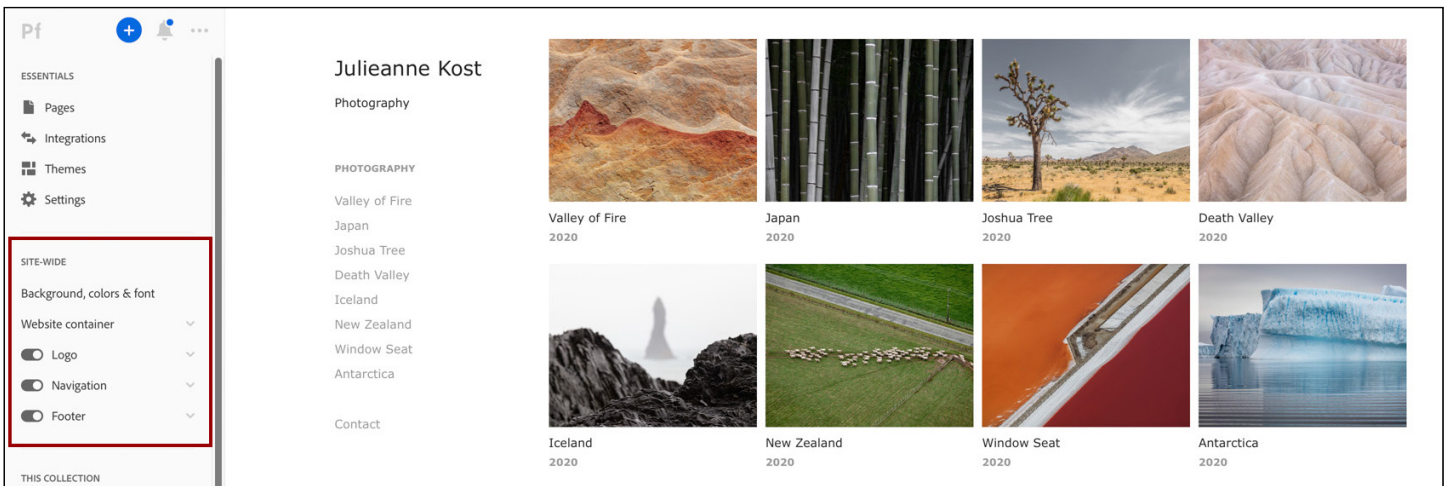 Pf
ESSENTIALS
Pages
Integrations
Themes
Settings
SITE-WIDE
Background, colors & font
Website container
Logo
Navigation
Footer
THIS COLLECTION
Julieanne Kost
Photography
PHOTOGRAPHY
Valley of Fire
Japan
Joshua Tree
Death Valley
Iceland
New Zealand
Window Seat
Antarctica
Contact
Valley of Fire
2020
Japan
2020
Joshua Tree
2020
Death Valley
2020
Iceland
2020
New Zealand
2020
Window Seat
2020
Antarctica
2020